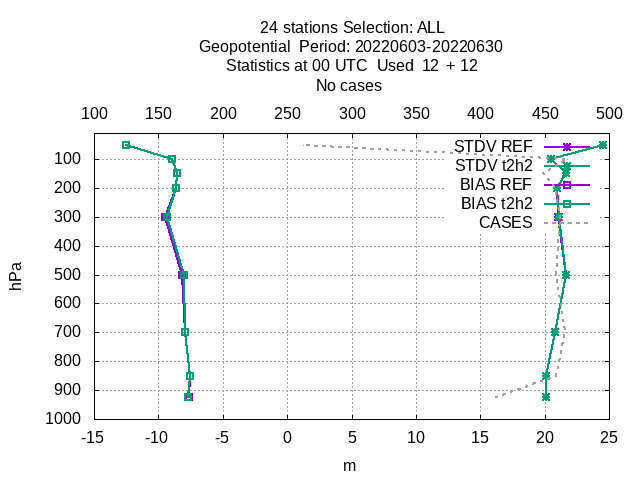 24 stations Selection: ALL
Geopotential  Period: 20220603-20220630
Statistics at 00 UTC  Used  12  + 12
No cases
100 150 200 250 300 350 400 450 500
STDV REF
STDV t2h2
BIAS REF
BIAS t2h2
CASES
100
200
300
400
500
600
700
800
900
1000
hPa
-15 -10 -5 0 5 10 15 20 25
m